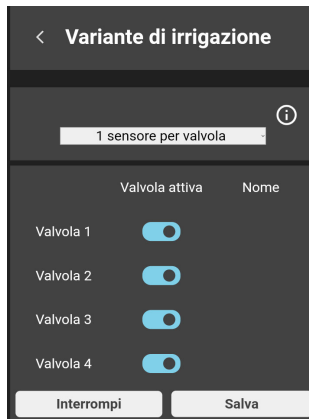 Variante di irrigazione
1 sensore per valvola
Valvola attiva Nome
Valvola 1
Valvola 2
Valvola 3
Valvola 4
Interrompi Salva